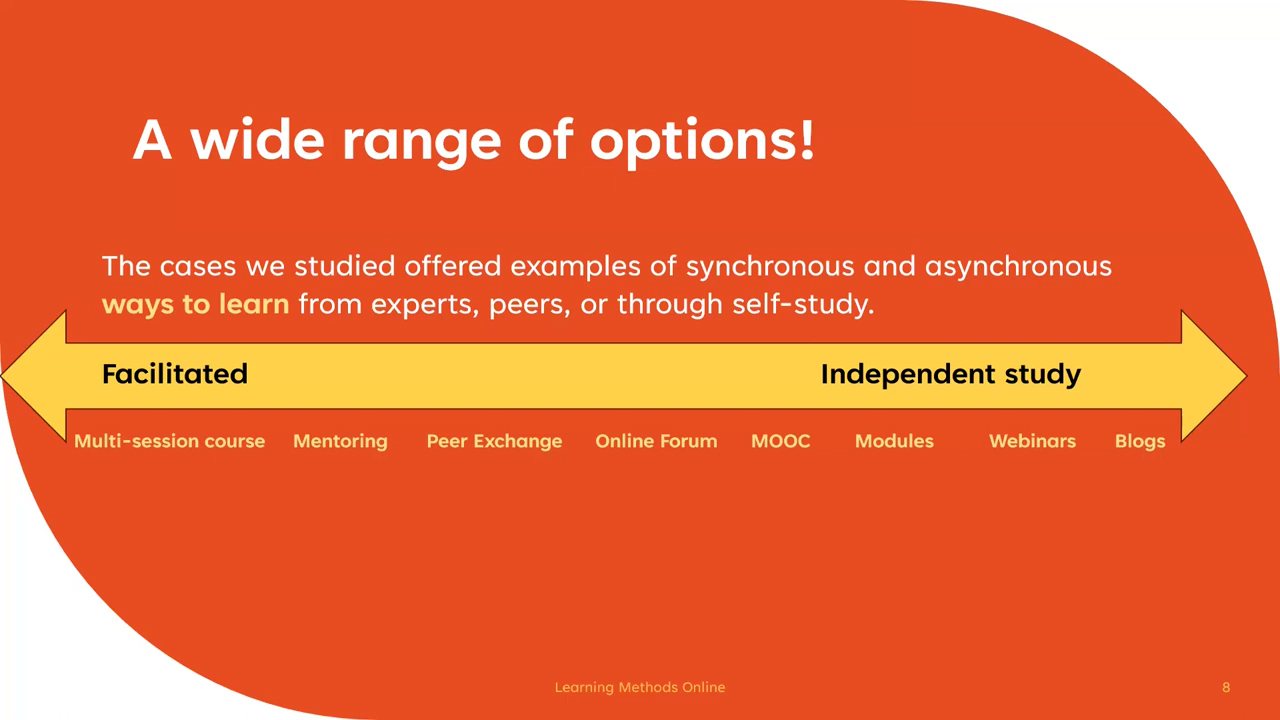 A wide range of options!
The cases we studied offered examples of synchronous and asynchronous
ways to learn from experts, peers, or through self-study.
Facilitated Independent study
Multi-session course Mentoring Peer Exchange Online Forum MOOC Modules Webinars Blogs
Learning Methods Online 8